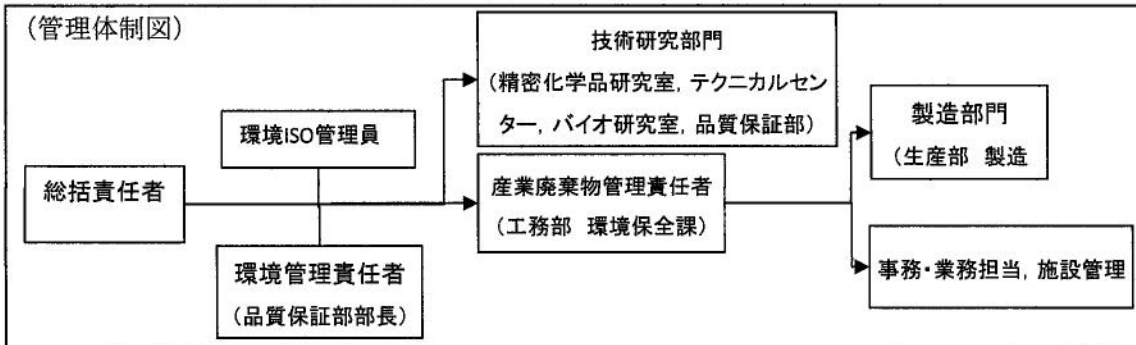 (管理体制図)
総括責任者
環境ISO管理員
環境管理責任者
(品質保証部部長)
技術研究部門
(精密化学品研究室, テクニカルセン
ター, バイオ研究室, 品質保証部)
産業廃棄物管理責任者
(工務部 環境保全課)
製造部門
(生産部 製造
事務・業務担当, 施設管理